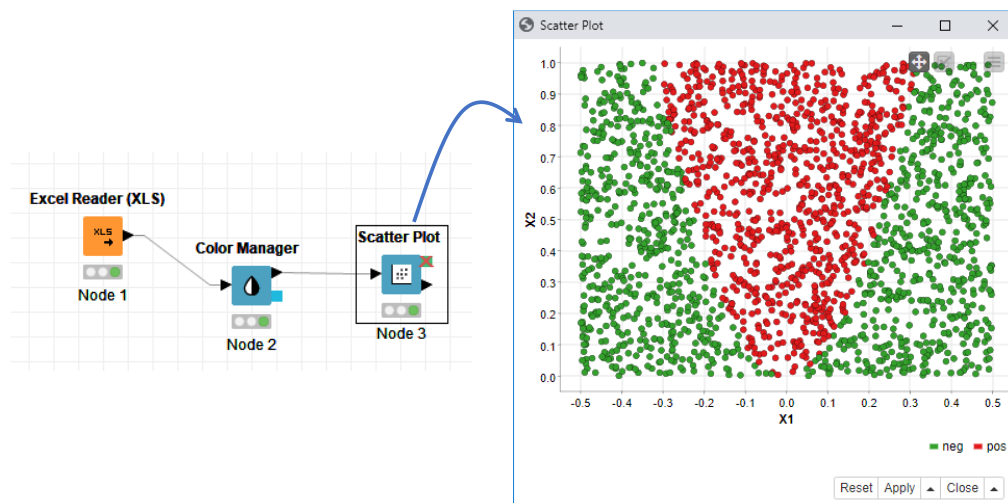 Excel Reader (XLS)
XLS
Node 1
Color Manager
Node 2
Scatter Plot
Node 3
Scatter Plot
1.0
0.9
0.8
0.7
0.6
0.5
0.4
0.3
0.2
0.1
0.0
X2
-0.5 -0.4 -0.3 -0.2 -0.1 0.0 0.1 0.2 0.3 0.4 0.5
X1
neg pos
Reset Apply Close